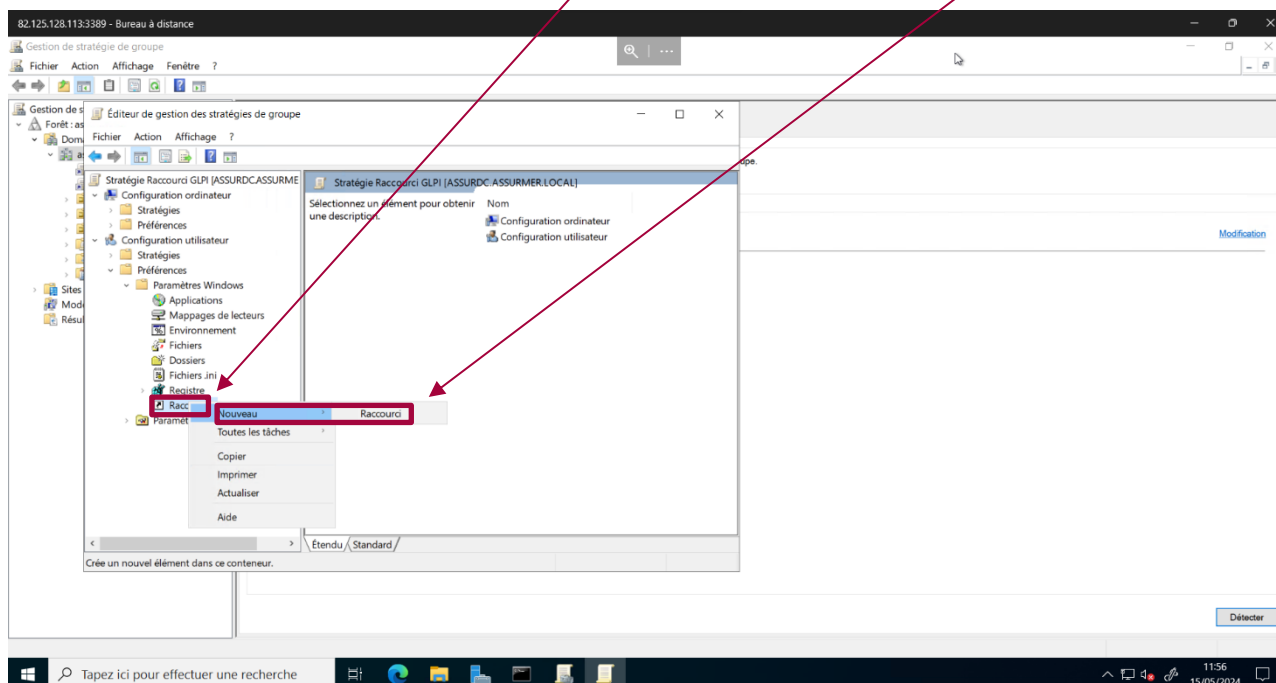 82.125.128.113:3389 - Bureau à distance
Gestion de stratégie de groupe
Fichier Action Affichage Fenêtre ?
Gestion de s
Forêt : as
Dom
a
Sites
Mode
Résul
Éditeur de gestion des stratégies de groupe
Fichier Action Affichage ?
Stratégie Raccourci GLPI [ASSURDC.ASSURME
Configuration ordinateur
Stratégies
Préférences
Configuration utilisateur
Stratégies
Préférences
Paramètres Windows
Applications
Mappages de lecteurs
Environnement
Fichiers
Dossiers
Fichiers .ini
Registre
Racc
Paramèt
Nouveau
Raccourci
Toutes les tâches
Copier
Imprimer
Actualiser
Aide
Stratégie Raccourci GLPI [ASSURDC.ASSURMER.LOCAL]
Sélectionnez un élément pour obtenir
une description.
Nom
Configuration ordinateur
Configuration utilisateur
Étendu Standard
Crée un nouvel élément dans ce conteneur.
upe.
Modification
Détecter
Tapez ici pour effectuer une recherche
11:56
15/05/2024